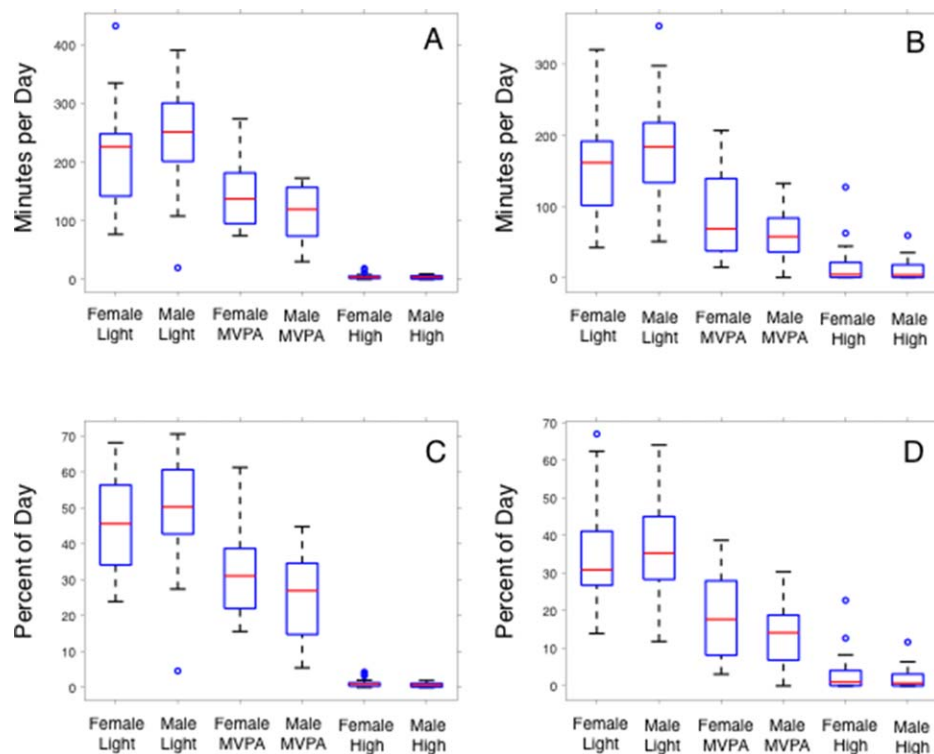 A
Minutes per Day
400
300
200
100
0
Female Light
Male Light
Female MVPA
Male MVPA
Female High
Male High
B
Minutes per Day
300
200
100
0
Female Light
Male Light
Female MVPA
Male MVPA
Female High
Male High
C
Percent of Day
70
60
50
40
30
20
10
0
Female Light
Male Light
Female MVPA
Male MVPA
Female High
Male High
D
Percent of Day
70
60
50
40
30
20
10
0
Female Light
Male Light
Female MVPA
Male MVPA
Female High
Male High